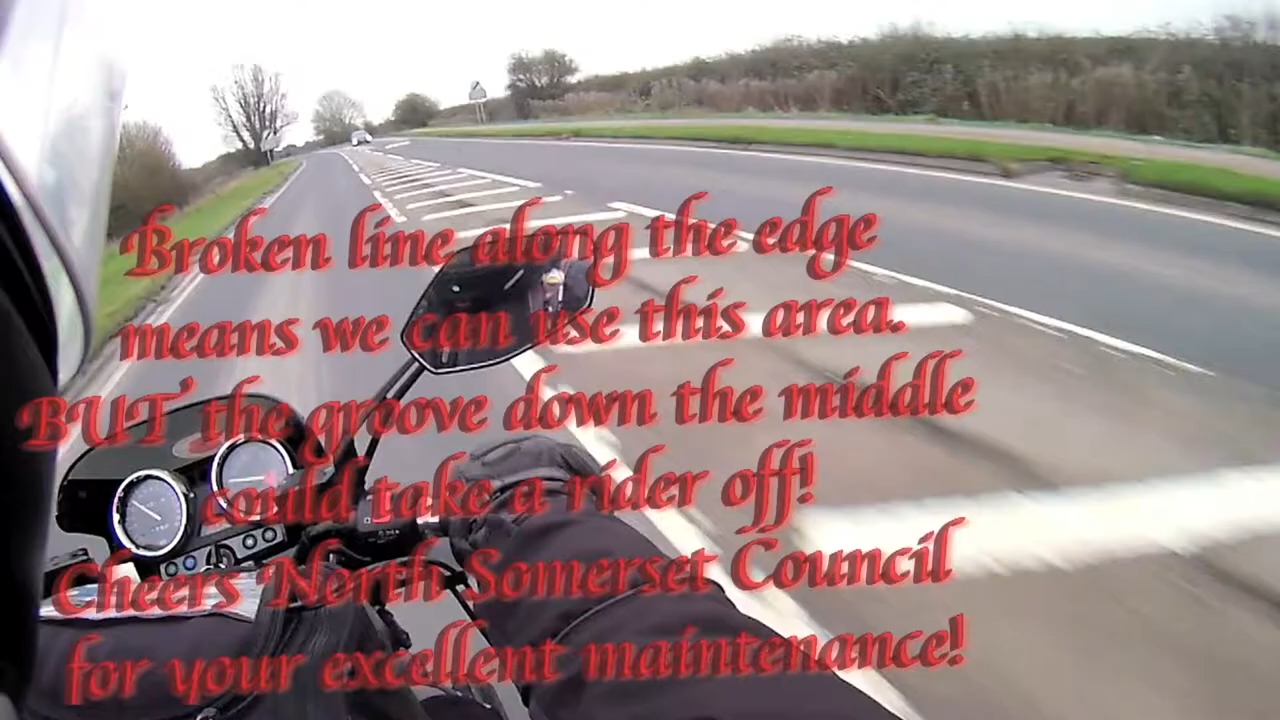 Broken line along the edge
means we can use this area.
BUT the groove down the middle
could take a rider off!
Cheers North Somerset Council
for your excellent maintenance!